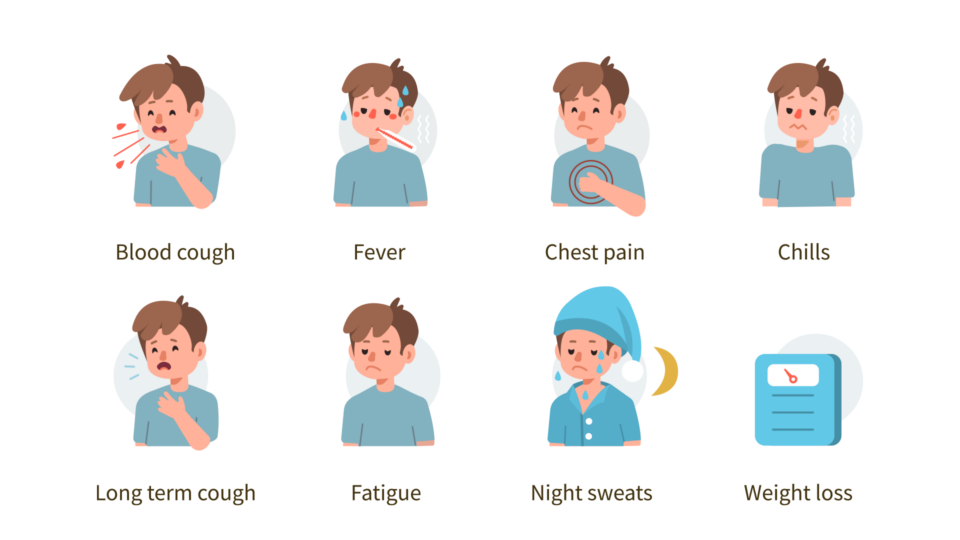 Blood cough
Fever
Chest pain
Chills
Long term cough
Fatigue
Night sweats
Weight loss